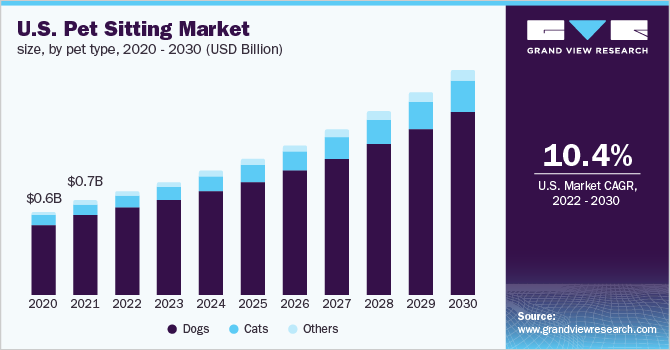 U.S. Pet Sitting Market
size, by pet type, 2020 - 2030 (USD Billion)
$0.6B
$0.7B
2020 2021 2022 2023 2024 2025 2026 2027 2028 2029 2030
Dogs Cats Others
GRAND VIEW RESEARCH
10.4%
U.S. Market CAGR,
2022 - 2030
Source:
www.grandviewresearch.com